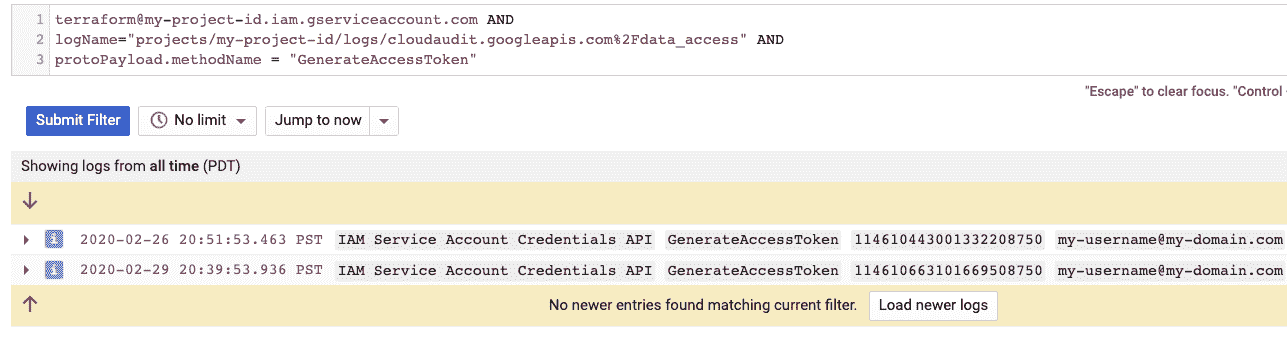 1 terraform@my-project-id.iam.gserviceaccount.com AND
2 logName="projects/my-project-id/logs/cloudaudit.googleapis.com%2Fdata_access" AND
3 protoPayload.methodName = "GenerateAccessToken"
"Escape" to clear focus. "Control
Submit Filter No limit Jump to now
Showing logs from all time (PDT)
2020-02-26 20:51:53.463 PST IAM Service Account Credentials API GenerateAccessToken 114610443001332208750 my-username@my-domain.com
2020-02-29 20:39:53.936 PST IAM Service Account Credentials API GenerateAccessToken 114610663101669508750 my-username@my-domain.com
No newer entries found matching current filter. Load newer logs